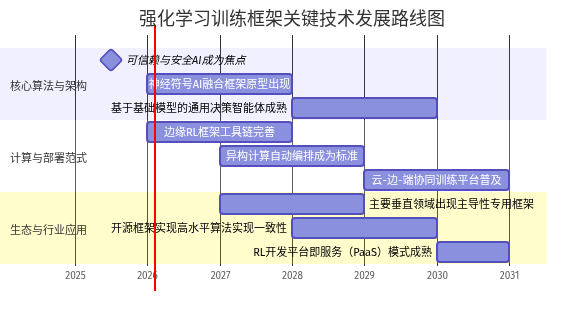 强化学习训练框架关键技术发展路线图
可信赖与安全AI成为焦点
核心算法与架构
神经符号AI融合框架原型出现
基于基础模型的通用决策智能体成熟
边缘RL框架工具链完善
计算与部署范式
异构计算自动编排成为标准
云-边-端协同训练平台普及
主要垂直领域出现主导性专用框架
生态与行业应用
开源框架实现高水平算法实现一致性
RL开发平台即服务（PaaS）模式成熟
2025 2026 2027 2028 2029 2030 2031